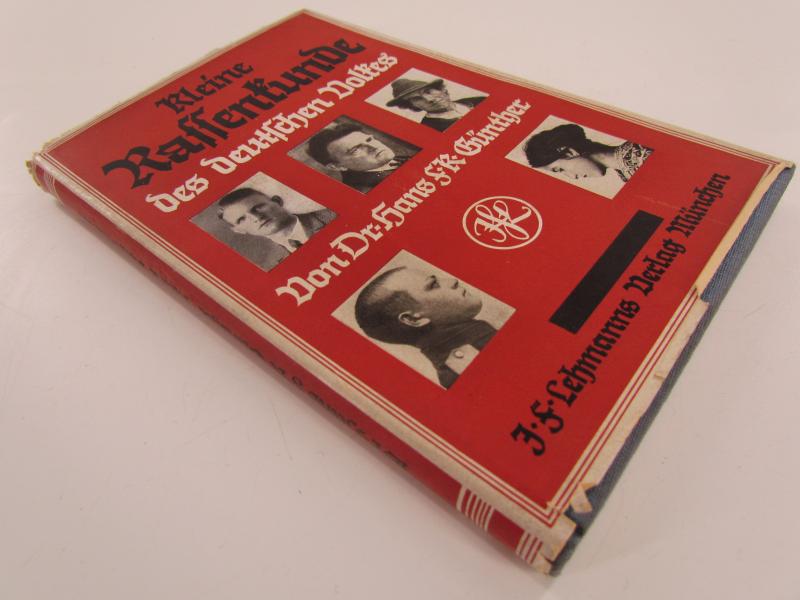 Kleine
Rassenkunde
des deutschen Volkes
Von Dr. Hans F. K. Günther
J. F. Lehmanns Verlag München